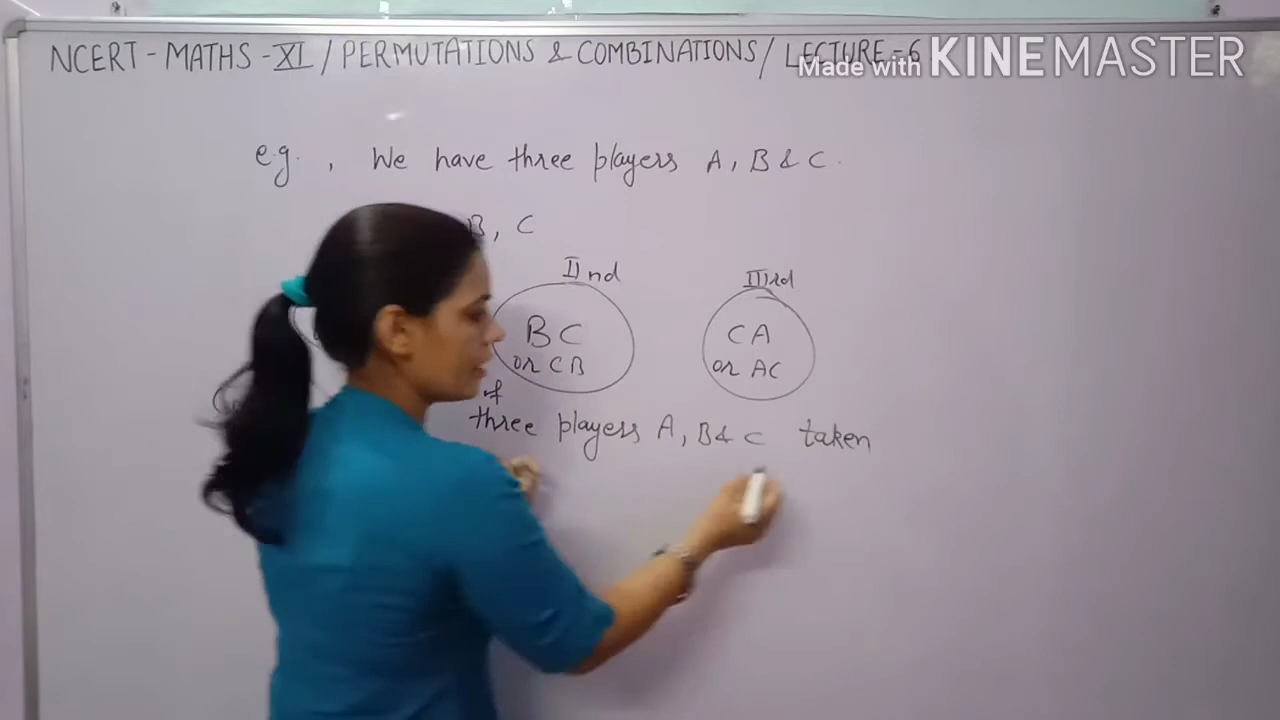 NCERT - MATHS - XI / PERMUTATIONS & COMBINATIONS / LECTURE - 6
Made with KINEMASTER
e.g. , We have three players A, B & C.
B, C
IInd IIIrd
BC CA
or CB or AC
of
three players A, B & C taken